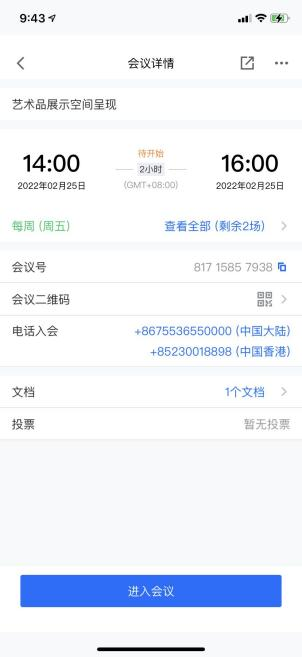 9:43
会议详情
艺术品展示空间呈现
待开始
14:00 2小时 16:00
2022年02月25日 (GMT+08:00) 2022年02月25日
每周 (周五) 查看全部 (剩余2场)
会议号 817 1585 7938
会议二维码
电话入会 +8675536550000 (中国大陆)
+85230018898 (中国香港)
文档 1个文档
投票 暂无投票
进入会议